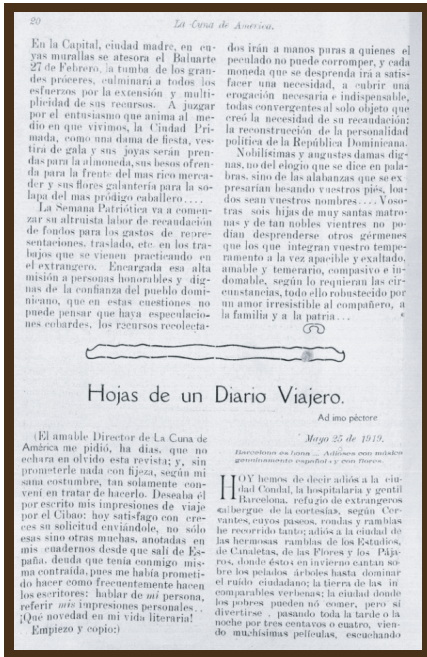 20
La Cuna de América.
En la Capital, ciudad madre, en cu-
yas murallas se atesora el Baluarte
27 de Febrero, la tumba de los gran-
des próceres, culminará a todos los
esfuerzos por la extensión y multi-
plicidad de sus recursos. A juzgar
por el entusiasmo que anima al me-
dio en que vivimos, la Ciudad Pri-
mada, como una dama de fiesta, ves-
tira de gala y sus joyas serán pren-
das para la almoneda, sus besos ofren-
da para la frente del mas rico merca-
der y sus flores galantería para la so-
lapa del mas pródigo caballero.....
La Semana Patrótica va a comen-
zar su altruista labor de recaudación
de fondos para los gastos de repre-
sentaciones, traslado, etc. en los tra-
bajos que se vienen practicando en
el extrangero. Encargada esa alta
misión a personas honorables y dig-
nas de la confianza del pueblo domi-
nicano, que en estas cuestiones no
puede pensar que haya especulacio-
nes cobardes, los recursos recolecta-
dos irán a manos puras a quienes el
peculado no puede corromper, y cada
moneda que se desprenda irá a satis-
facer una necesidad, a cubrir una
erogación necesaria e indispensable,
todas convergentes al solo objeto que
creó la necesidad de su recaudación:
la reconstrucción de la personalidad
política de la República Dominicana.
Nobilísimas y augustes damas dig-
nas, no del elogio que se dice en pala
bras, sino de las alabanzas que se ex-
presarían besando vuestros piés, loa-
dos sean vuestros nombres.... Voso-
tras sois hijas de muy santas matro-
nas y de tan nobles vientres no po-
dían desprenderse otros gérmenes
que los que integran vuestro tempe-
ramento a la vez apacible y exaltado,
amable y temerario, compasivo e in-
domable, según lo requieran las cir-
cunstancias, todo ello robustecido por
un amor irresistible al compañero, a
la familia y a la patria...
Hojas de un Diario Viajero.
Ad imo péctore
(El amable Director de La Cuna de
América me pidió, ha días, que no
echara en olvido esta revista; y, sin
prometerle nada con fijeza, según mi
sana costumbre, tan solamente con-
vení en tratar de hacerlo. Deseaba él
por escrito mis impresiones de viaje
por el Cibao: hoy satisfago con cre-
ces su solicitud enviándole, no sólo
esas sino otras muchas, anotadas en
mis cuadernos desde que salí de Es-
paña, deuda que tenía conmigo mis-
ma contraída, pues me había prometi-
do hacer como frecuentemente hacen
los escritores: hablar de mi persona,
referir mis impresiones personales..
¡Qué novedad en mi vida literaria!
Empiezo y copio:)
Mayo 25 de 1919.
Barcelona es bona... Adióses con música
genuinamente española y con flores.
HOY hemos de decir adiós a la ciu-
dad Condal, la hospitalaria y gentil
Barcelona, refugio de extrangeros
«albergue de la cortesía», según Cer-
vantes, cuyos paseos, rondas y ramblas
he recorrido tanto; adiós a la ciudad de
las hermosas ramblas de los Estudios,
de Canaletas, de las Flores y los Pája-
ros, donde éstos en invierno cantan so-
bre los pelados árboles hasta dominar
el ruído ciudadano; la tierra de las in
comparables verbenas; la ciudad donde
los pobres pueden nó comer, pero sí
divertirse, pasando toda la tarde o la
noche por tres centavos o cuatro, vien-
do muchísimas películas, escuchando